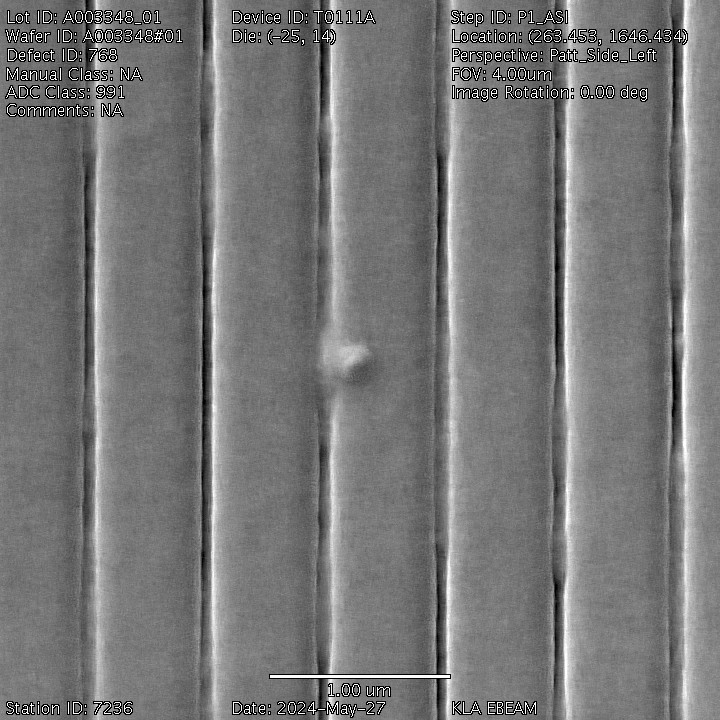 Lot ID: A003348_01
Wafer ID: A003348#01
Defect ID: 768
Manual Class: NA
ADC Class: 991
Comments: NA
Device ID: T0111A
Die: (-25, 14)
Step ID: P1_ASI
Location: (263.453, 1646.434)
Perspective: Patt_Side_Left
FOV: 4.00um
Image Rotation: 0.00 deg
1.00 um
Station ID: 7236
Date: 2024-May-27
KLA EBEAM